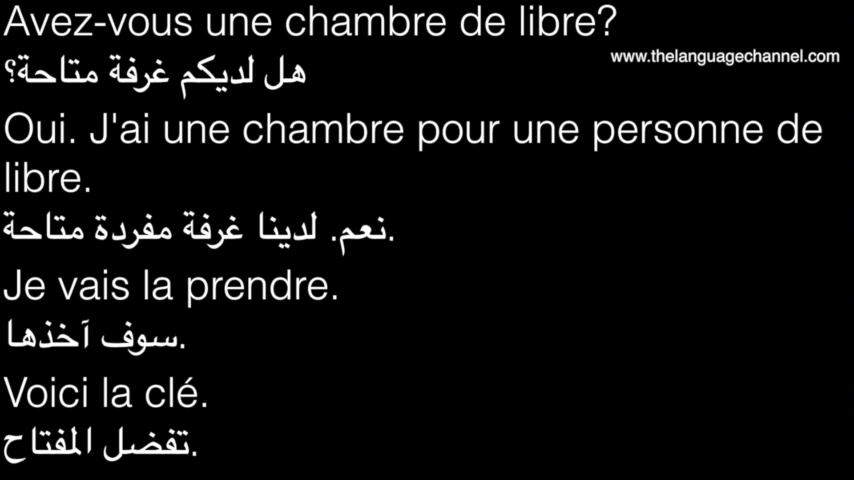 Avez-vous une chambre de libre?
www.thelanguagechannel.com
هل لديكم غرفة متاحة؟
Oui. J'ai une chambre pour une personne de
libre.
نعم. لدينا غرفة مفردة متاحة.
Je vais la prendre.
سوف آخذها.
Voici la clé.
تفضل المفتاح.